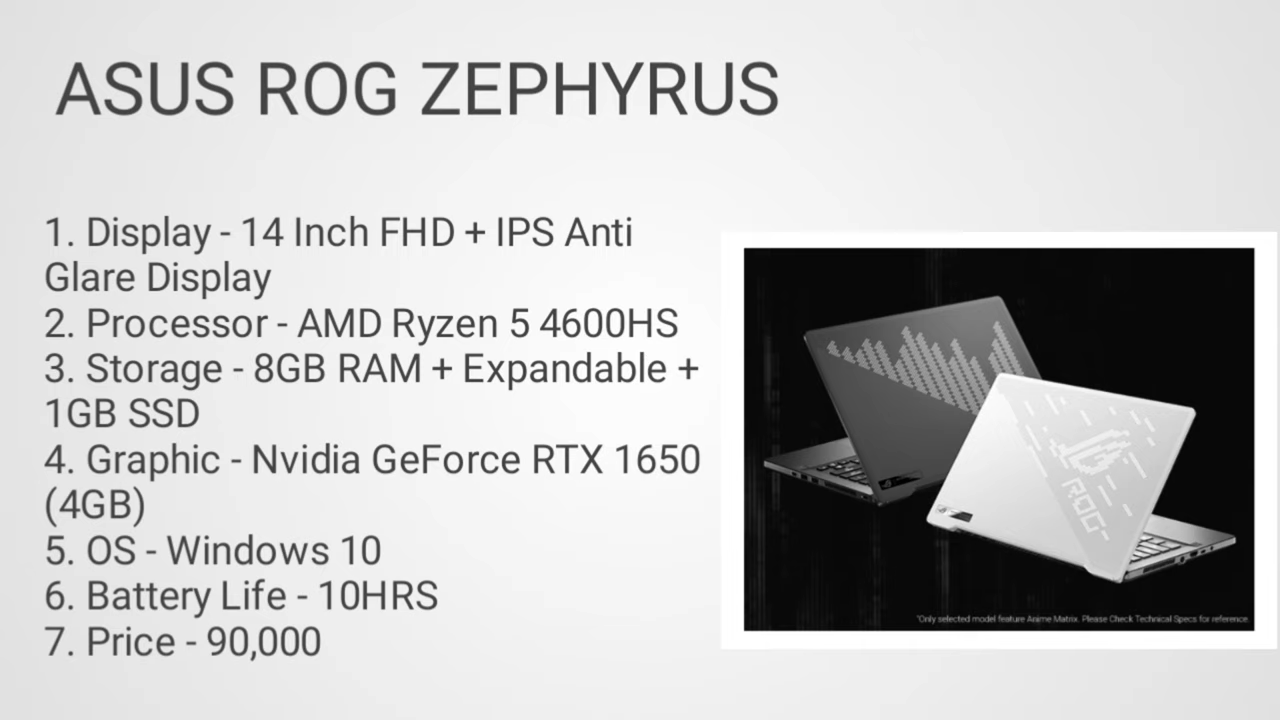 ASUS ROG ZEPHYRUS
1. Display - 14 Inch FHD + IPS Anti
Glare Display
2. Processor - AMD Ryzen 5 4600HS
3. Storage - 8GB RAM + Expandable +
1GB SSD
4. Graphic - Nvidia GeForce RTX 1650
(4GB)
5. OS - Windows 10
6. Battery Life - 10HRS
7. Price - 90,000
ROG
*Only selected model feature Anime Matrix. Please Check Technical Specs for reference.